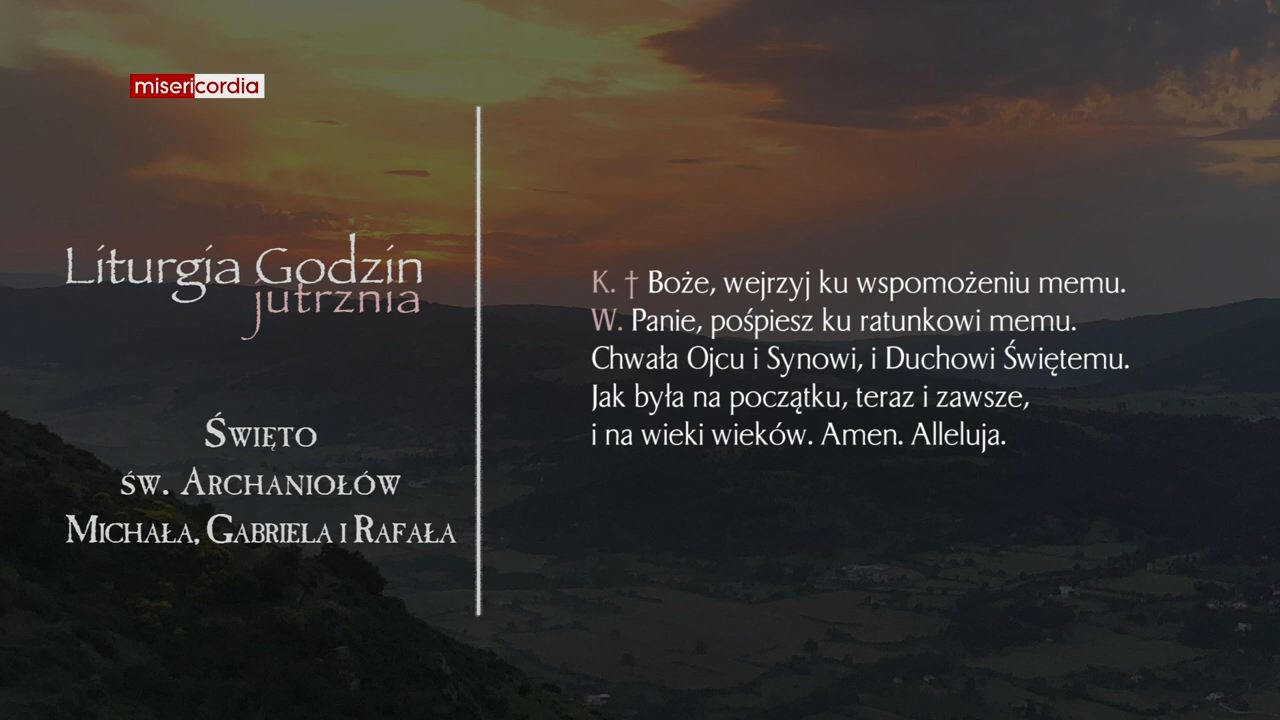 misericordia
Liturgia Godzin
jutrznia
Święto
św. Archaniołów
Michała, Gabriela i Rafała
K. † Boże, wejrzyj ku wspomożeniu memu.
W. Panie, pośpiesz ku ratunkowi memu.
Chwała Ojcu i Synowi, i Duchowi Świętemu.
Jak była na początku, teraz i zawsze,
i na wieki wieków. Amen. Alleluja.